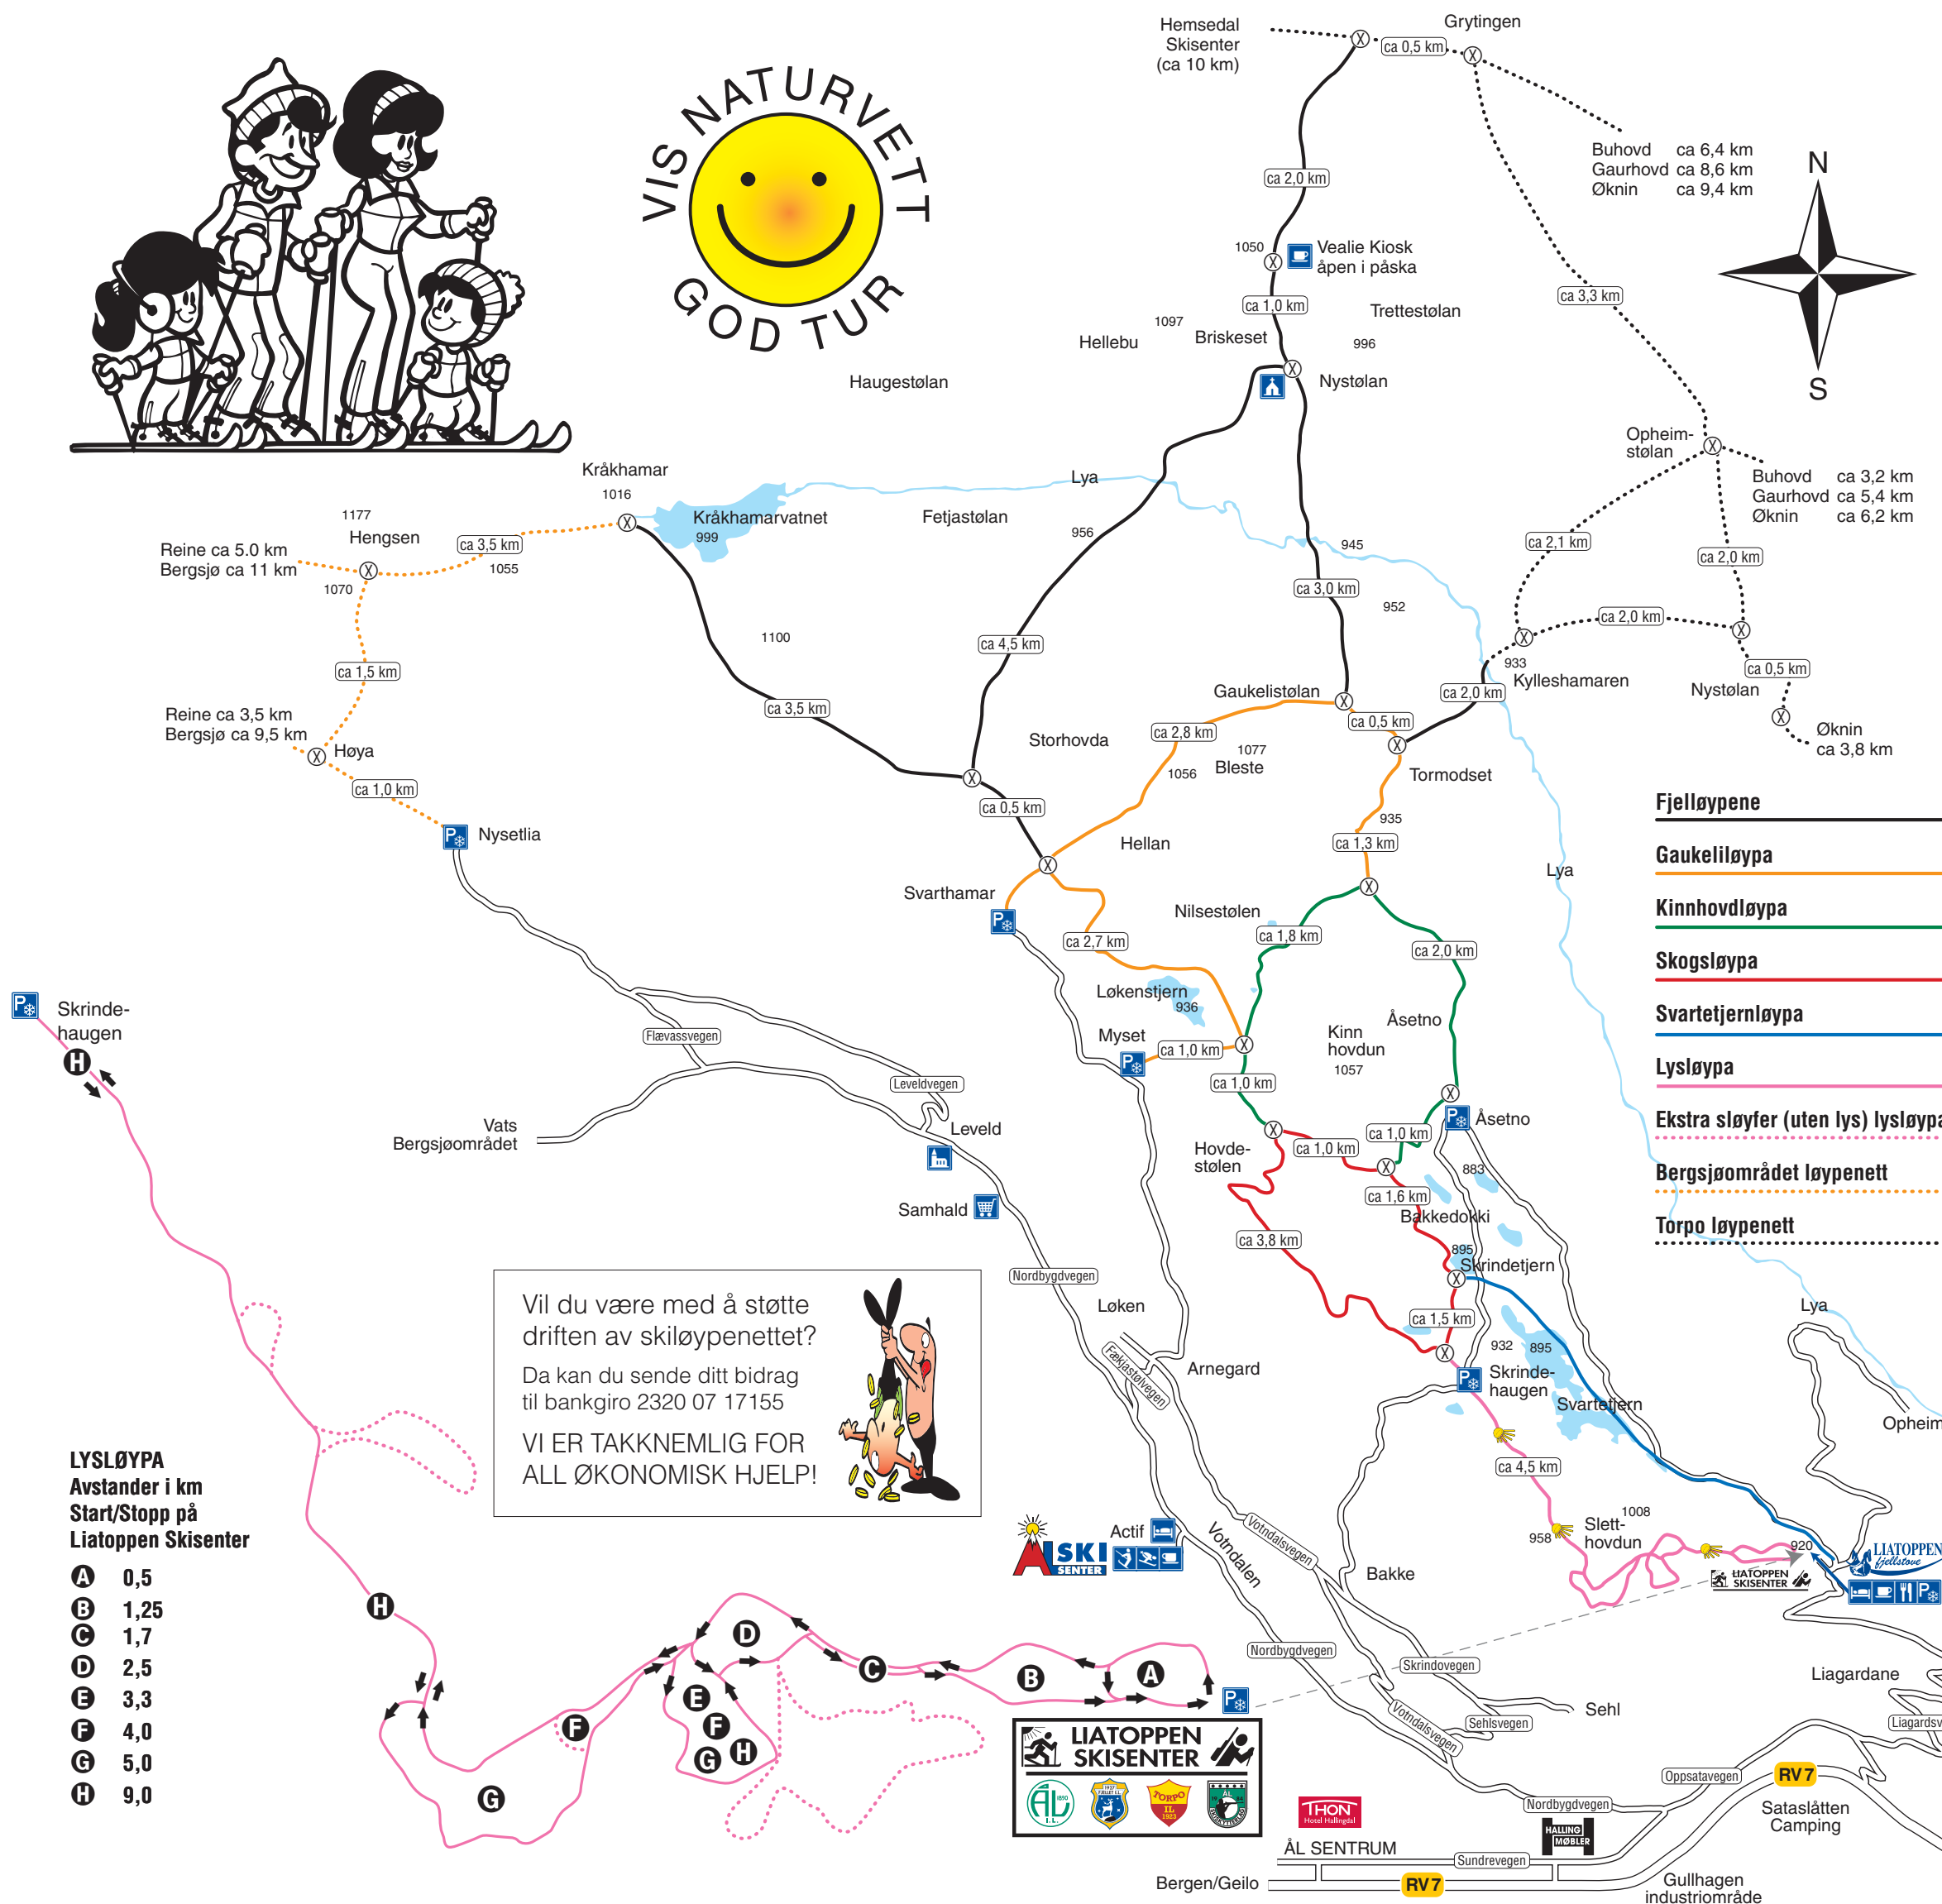 Hemsedal
Skisenter
(ca 10 km)
Grytingen
ca 0,5 km
VIS NATURVETT
GOD TUR
Buhovd ca 6,4 km
Gaurhovd ca 8,6 km
Øknin ca 9,4 km
N
S
ca 2,0 km
1050
Vealie Kiosk
åpen i påska
ca 1,0 km
ca 3,3 km
Trettestølan
1097
Hellebu
Briskeset
996
Haugestølan
Nystølan
Opheim-
stølan
Buhovd ca 3,2 km
Gaurhovd ca 5,4 km
Øknin ca 6,2 km
Kråkhamar
1016
Lya
1177
Hengsen
Kråkhamarvatnet
999
Fetjastølan
956
945
ca 2,1 km
ca 2,0 km
Reine ca 5.0 km
Bergsjø ca 11 km
ca 3,5 km
1055
1070
ca 3,0 km
952
ca 2,0 km
1100
ca 4,5 km
933
Kylleshamaren
ca 0,5 km
Nystølan
ca 1,5 km
Gaukelistølan
ca 2,0 km
ca 3,5 km
Reine ca 3,5 km
Bergsjø ca 9,5 km
Høya
ca 0,5 km
Øknin
ca 3,8 km
Storhovda
ca 2,8 km
1077
Bleste
1056
Tormodset
ca 1,0 km
ca 0,5 km
935
Nysetlia
Hellan
ca 1,3 km
Lya
Fjelløypene
Gaukeliløypa
Kinnhovdløypa
Skogsløypa
Svartetjernløypa
Lysløypa
Ekstra sløyfer (uten lys) lysløypa
Bergsjøområdet løypenett
Torpo løypenett
Svarthamar
Nilsestølen
ca 1,8 km
ca 2,7 km
ca 2,0 km
Løkenstjern
936
Åsetno
Kinn
hovdun
1057
Myset
ca 1,0 km
ca 1,0 km
Skrinde-
haugen
H
Flævassvegen
Leveldvegen
Vats
Bergsjøområdet
Leveld
Samhald
Hovde-
stølen
ca 1,0 km
ca 1,0 km
Åsetno
883
ca 1,6 km
Bakkedokki
ca 3,8 km
895
Skrindetjern
Nordbygdvegen
Løken
ca 1,5 km
932
895
Lya
Fækjastølvegen
Arnegard
Skrinde-
haugen
Svartetjern
Opheim
Vil du være med å støtte
driften av skiløypenettet?
Da kan du sende ditt bidrag
til bankgiro 2320 07 17155
VI ER TAKKNEMLIG FOR
ALL ØKONOMISK HJELP!
ca 4,5 km
1008
958
Slett-
hovdun
920
LIATOPPEN
fjellstove
LIATOPPEN
SKISENTER
ÅL SKI
SENTER
Actif
Votndalen
Votndalsvegen
Bakke
LYSLØYPA
Avstander i km
Start/Stopp på
Liatoppen Skisenter
A 0,5
B 1,25
C 1,7
D 2,5
E 3,3
F 4,0
G 5,0
H 9,0
H
D
C
B
A
E
F
G
H
F
G
LIATOPPEN
SKISENTER
ÅL
1890
I.L.
TORPO
IL
1923
Nordbygdvegen
Skrindovegen
Sehl
Sehlsvegen
Votndalsvegen
Liagardane
Liagardsv
Oppsatavegen
RV 7
Nordbygdvegen
Sataslåtten
Camping
THON
Hotel Hallingdal
HALLING
MØBLER
ÅL SENTRUM
Sundrevegen
Bergen/Geilo
RV 7
Gullhagen
industriområde